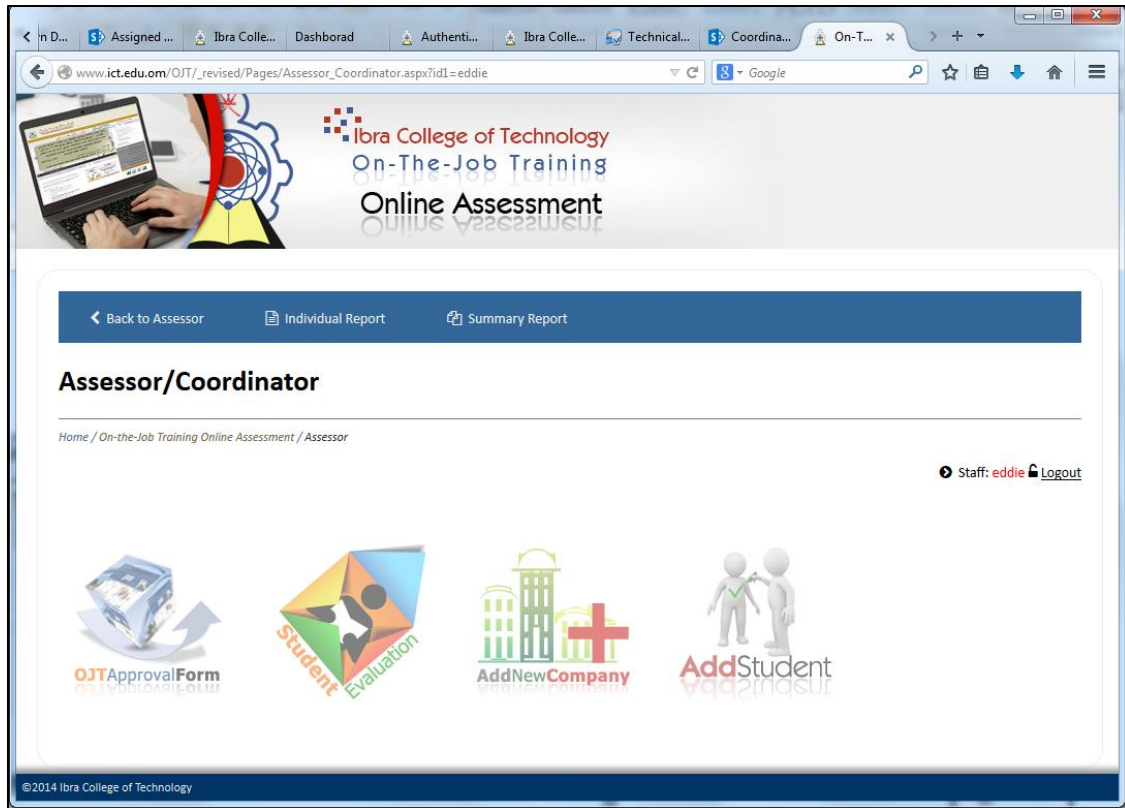 n D...
Assigned ...
Ibra Colle...
Dashborad
Authenti...
Ibra Colle...
Technical...
Coordina...
On-T...
www.ict.edu.om/OJT/_revised/Pages/Assessor_Coordinator.aspx?id1=eddie
8 Google
Ibra College of Technology
On-The-Job Training
Online Assessment
Back to Assessor
Individual Report
Summary Report
Assessor/Coordinator
Home / On-the-Job Training Online Assessment / Assessor
Staff: eddie Logout
OJTApprovalForm
Student Evaluation
AddNewCompany
AddStudent
©2014 Ibra College of Technology